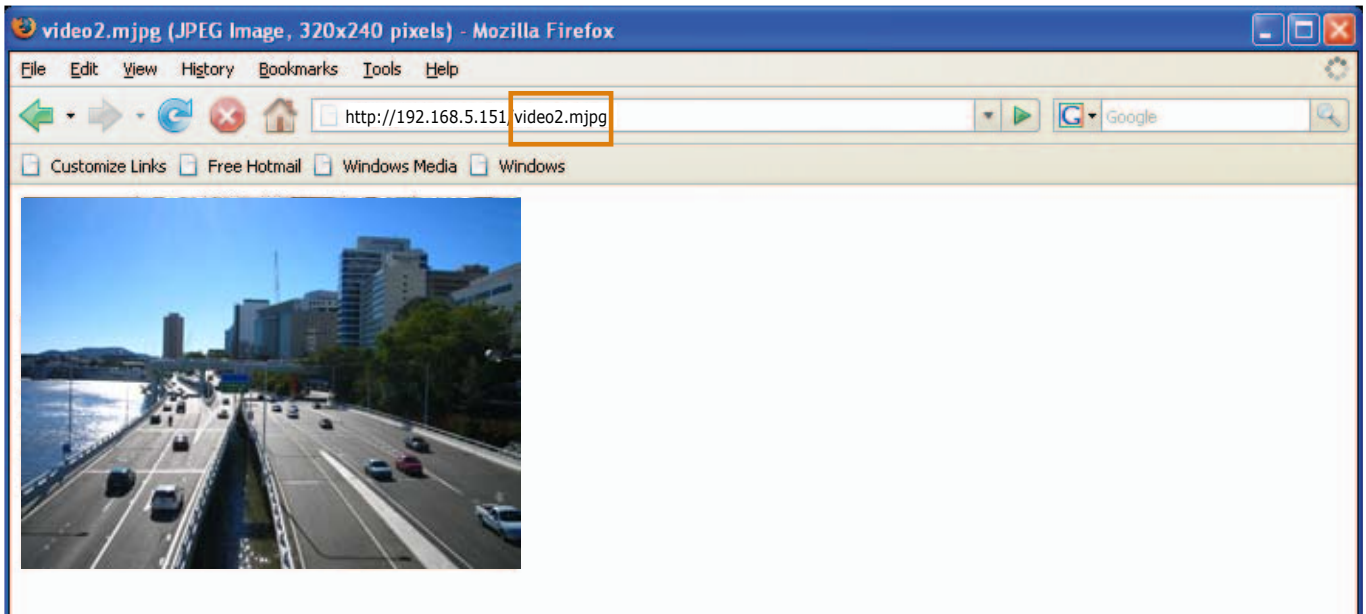 video2.mjpg (JPEG Image, 320x240 pixels) - Mozilla Firefox
File Edit View History Bookmarks Tools Help
http://192.168.5.151/video2.mjpg
G Google
Customize Links Free Hotmail Windows Media Windows